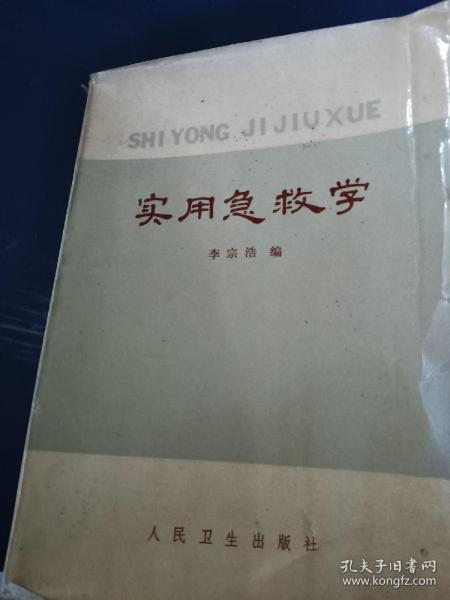 SHI YONG JI JIU XUE
实用急救学
李宗浩 编
人民卫生出版社
孔夫子旧书网
www.kongfz.com